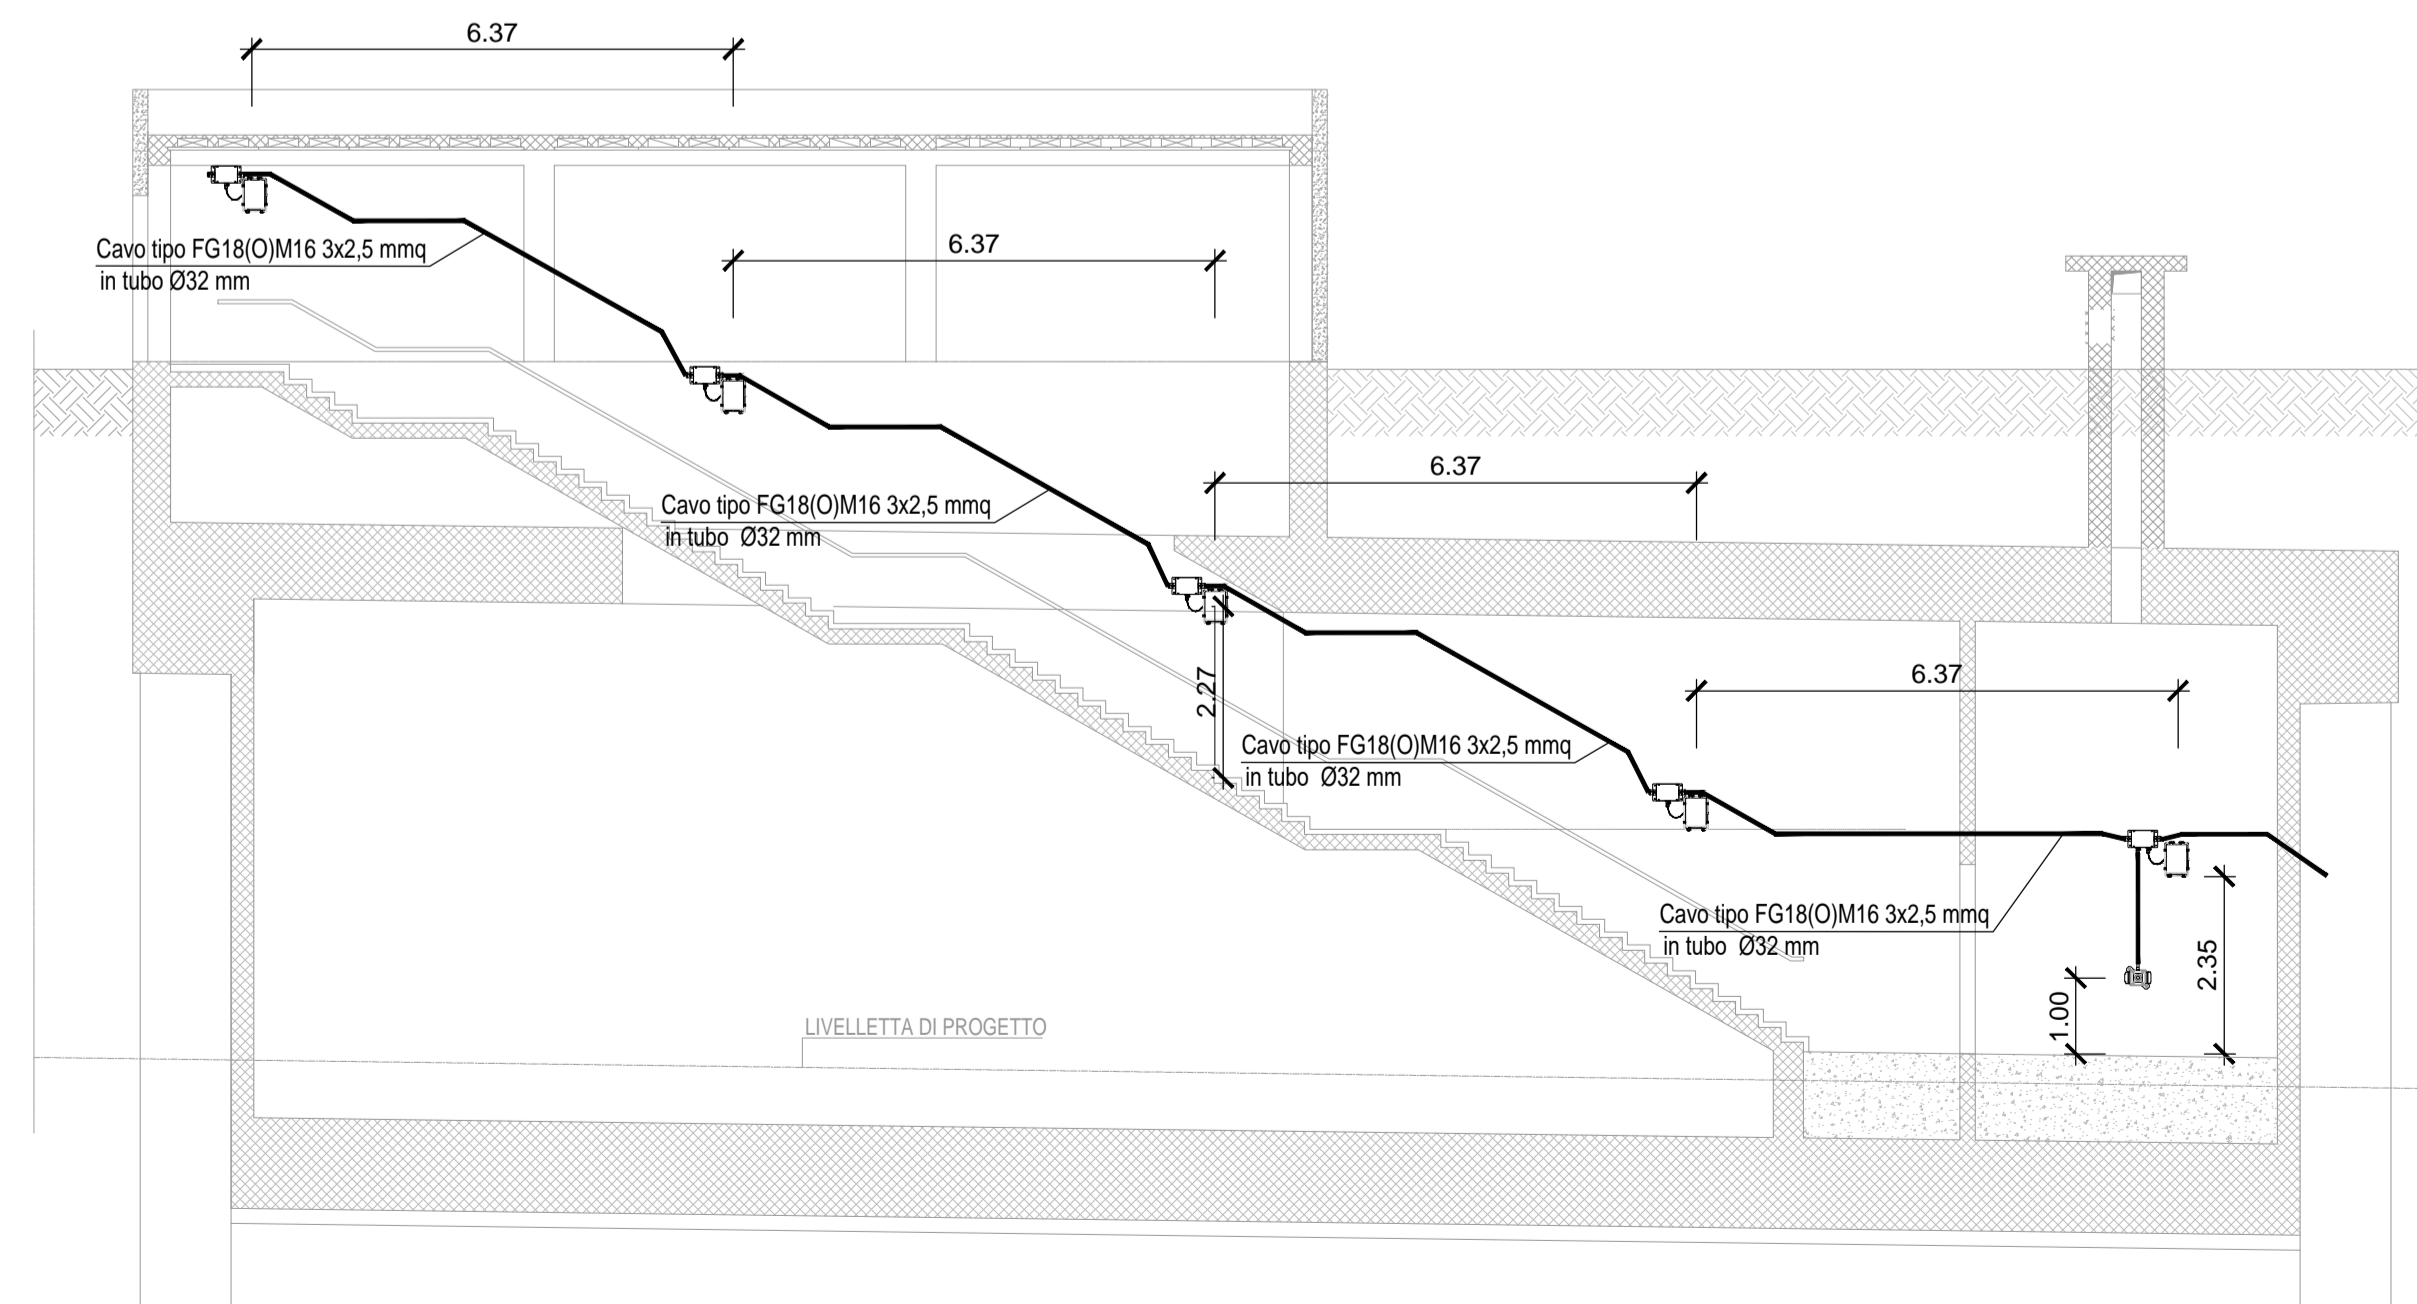 6.37
Cavo tipo FG18(O)M16 3x2,5 mmq
in tubo Ø32 mm
6.37
6.37
Cavo tipo FG18(O)M16 3x2,5 mmq
in tubo Ø32 mm
2.27
6.37
Cavo tipo FG18(O)M16 3x2,5 mmq
in tubo Ø32 mm
Cavo tipo FG18(O)M16 3x2,5 mmq
in tubo Ø32 mm
2.35
1.00
LIVELLETTA DI PROGETTO